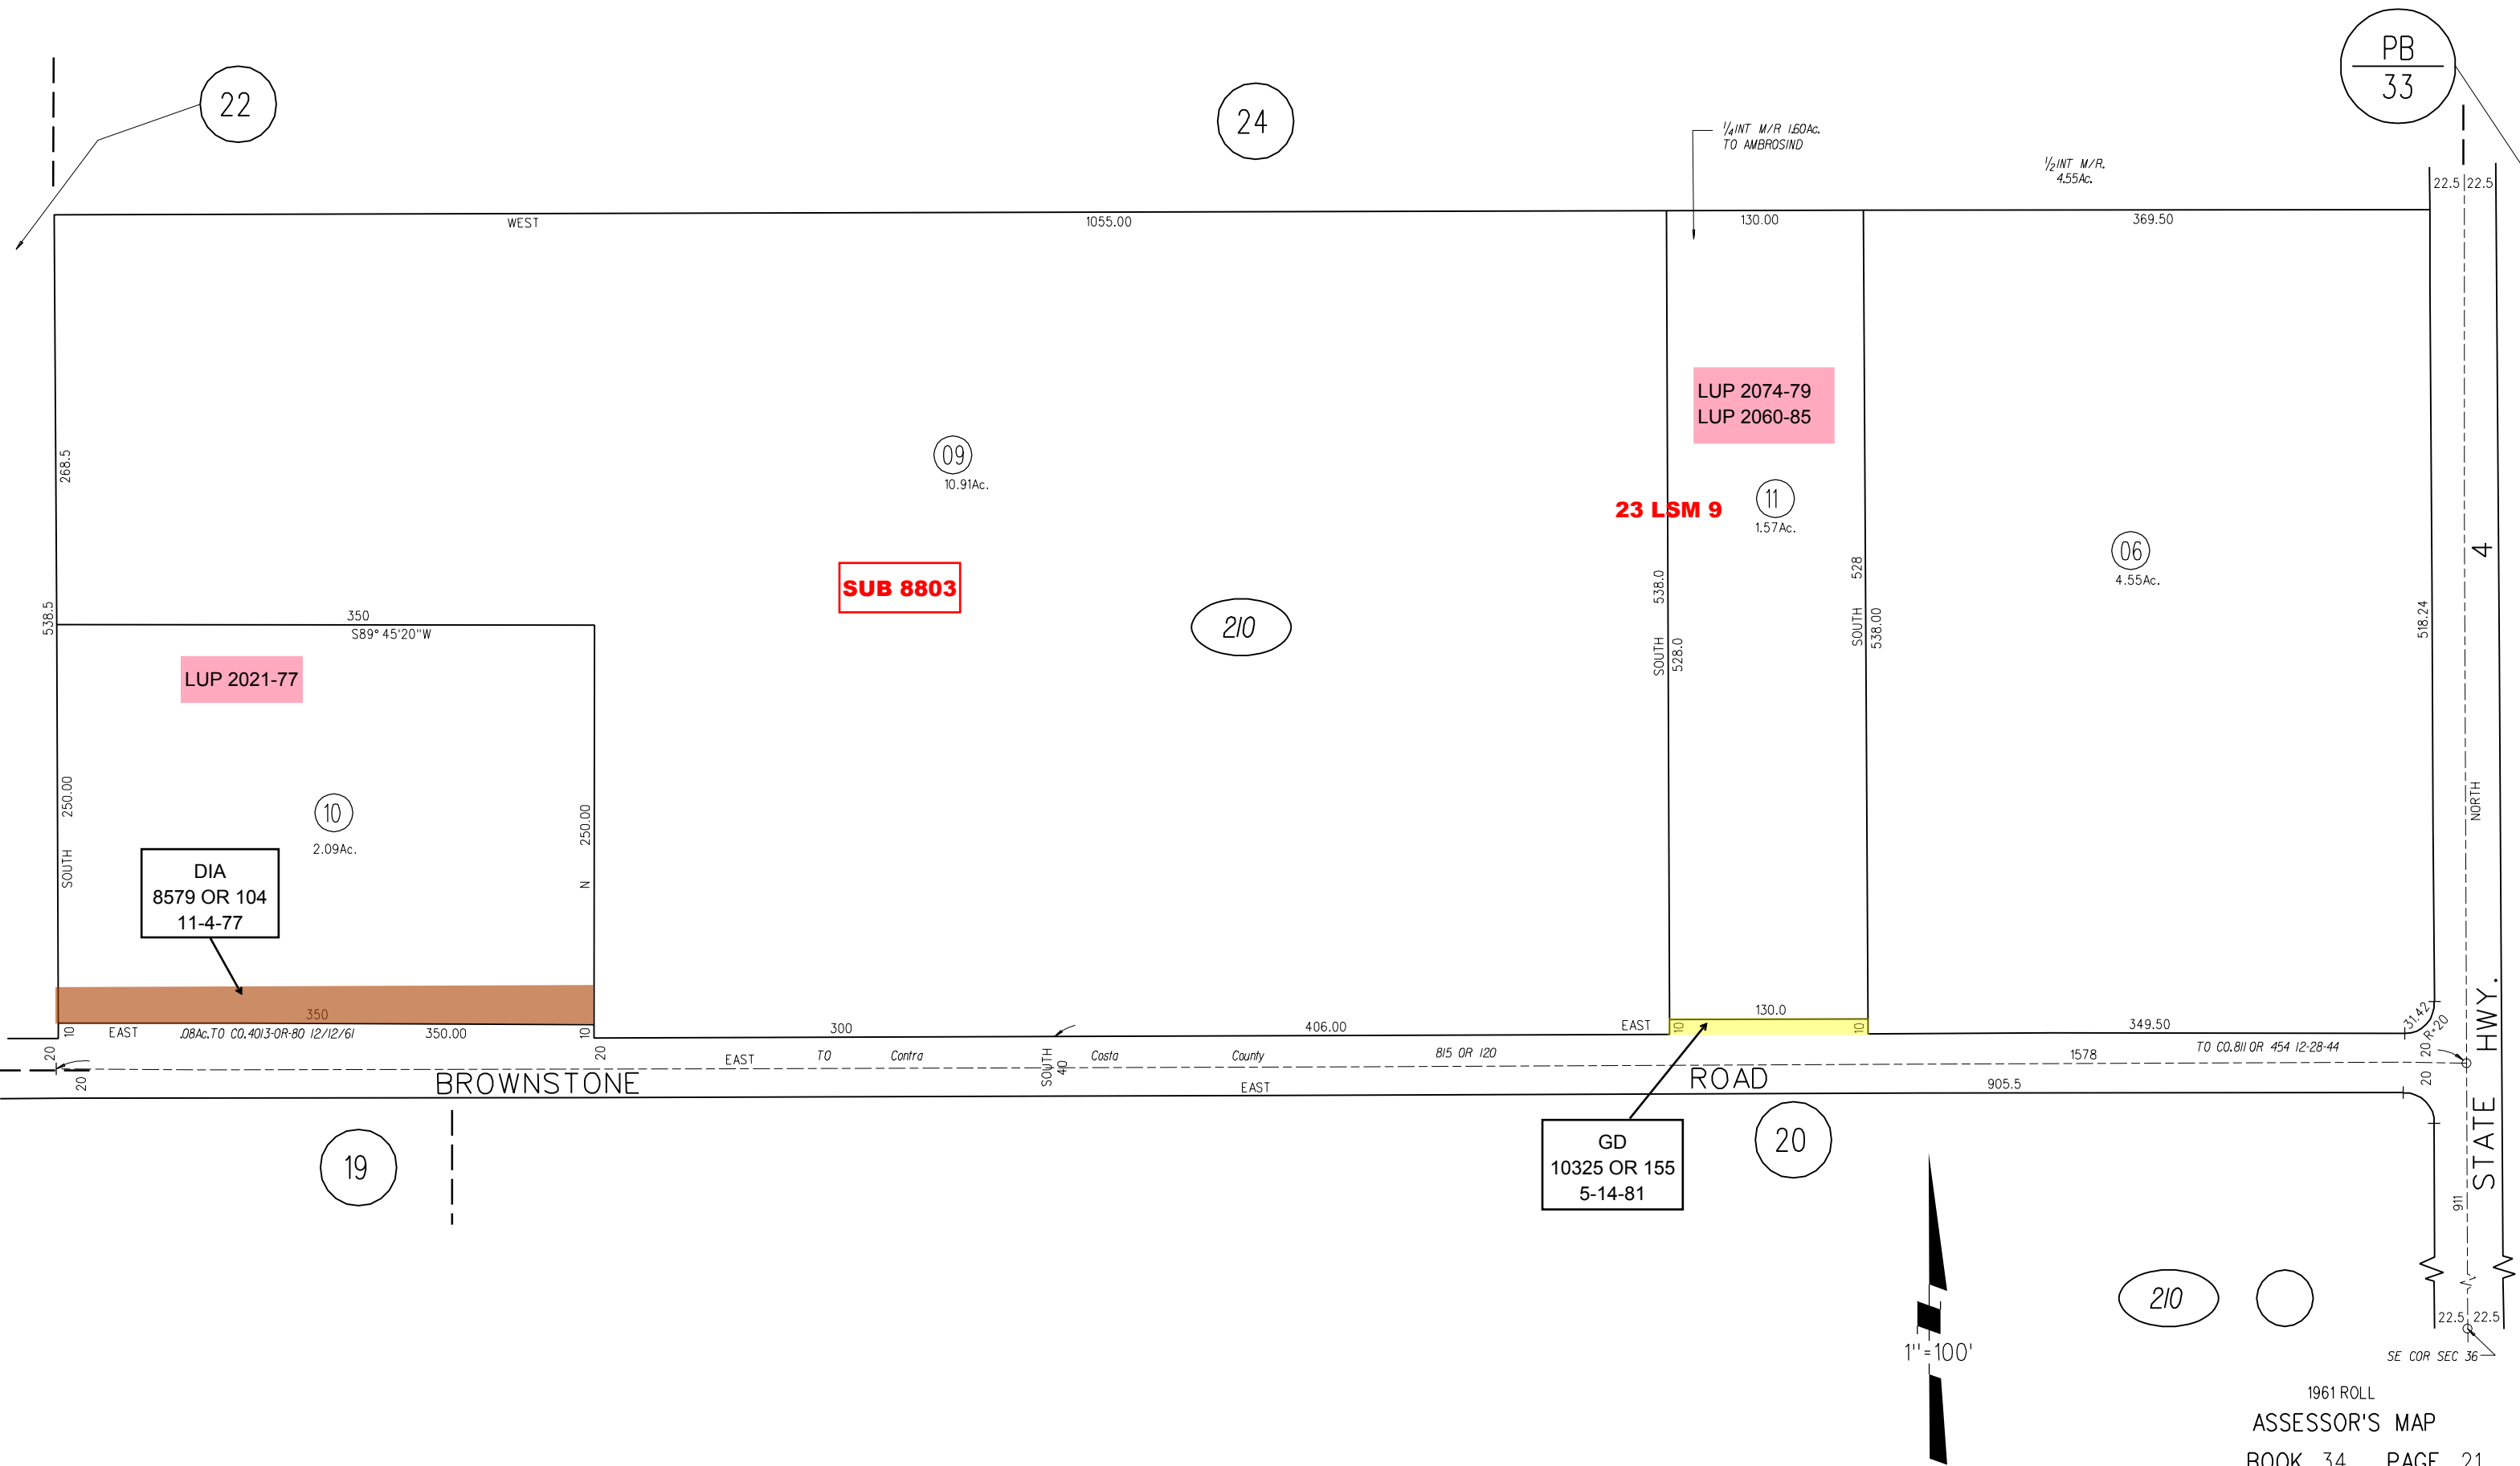 22
24
PB
33
1/4 INT M/R 1.60Ac.
TO AMBROSIND
1/2 INT M/R.
4.55Ac.
22.5 22.5
WEST
1055.00
130.00
369.50
LUP 2074-79
LUP 2060-85
268.5
09
10.91Ac.
11
1.57Ac.
23 LSM 9
06
4.55Ac.
4
SUB 8803
538.5
350
S89° 45'20"W
210
SOUTH 538.0
528.0
SOUTH 528
538.00
518.24
LUP 2021-77
SOUTH 250.00
N 250.00
10
2.09Ac.
NORTH
DIA
8579 OR 104
11-4-77
350
10
EAST
.08Ac.TO CO.4013-OR-80 12/12/61
350.00
10
300
406.00
EAST
10
130.0
10
349.50
31.42
R=20
20
20
20
EAST
TO Contra Costa County 815 OR 120
SOUTH
40
1578
TO CO.811 OR 454 12-28-44
20
20
BROWNSTONE ROAD
EAST
905.5
STATE HWY.
19
20
GD
10325 OR 155
5-14-81
911
210
22.5 22.5
1"=100'
SE COR SEC 36
1961 ROLL
ASSESSOR'S MAP
BOOK 34 PAGE 21